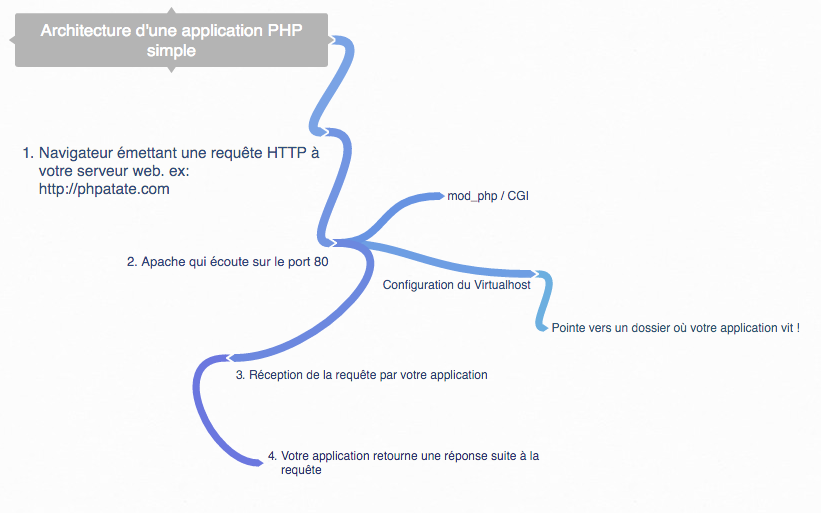 Architecture d'une application PHP
simple
1. Navigateur émettant une requête HTTP à
votre serveur web. ex:
http://phpatate.com
mod_php / CGI
2. Apache qui écoute sur le port 80
Configuration du Virtualhost
Pointe vers un dossier où votre application vit !
3. Réception de la requête par votre application
4. Votre application retourne une réponse suite à la
requête